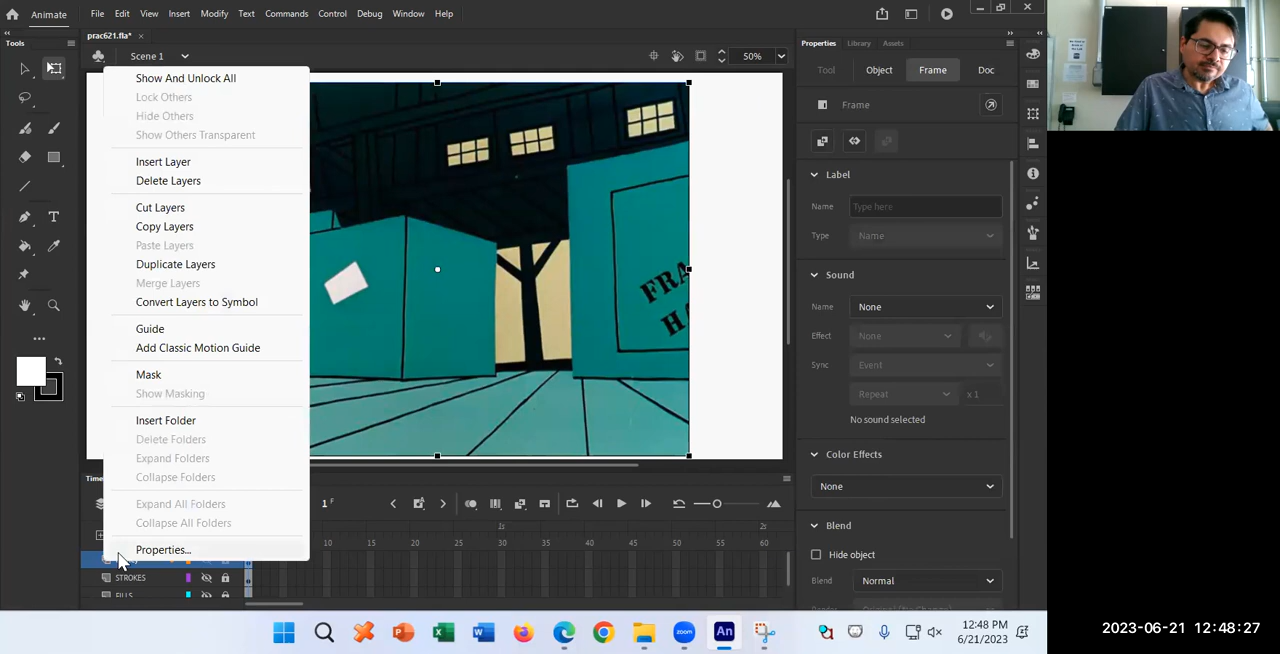 Animate
File
Edit
View
Insert
Modify
Text
Commands
Control
Debug
Window
Help
prac621.fla*
Tools
Scene 1
50%
Show And Unlock All
Lock Others
Hide Others
Show Others Transparent
Insert Layer
Delete Layers
Cut Layers
Copy Layers
Paste Layers
Duplicate Layers
Merge Layers
Convert Layers to Symbol
Guide
Add Classic Motion Guide
Mask
Show Masking
Insert Folder
Delete Folders
Expand Folders
Collapse Folders
Expand All Folders
Collapse All Folders
Properties...
FRA
HA
Properties
Library
Assets
Tool
Object
Frame
Doc
Frame
Label
Name
Type here
Type
Name
Sound
Name
None
Effect
None
Sync
Event
Repeat
x 1
No sound selected
Color Effects
None
Blend
Hide object
Blend
Normal
1 F
1s
2s
10
15
20
25
30
35
40
45
50
55
60
STROKES
FILLS
12:48 PM
6/21/2023
2023-06-21 12:48:27